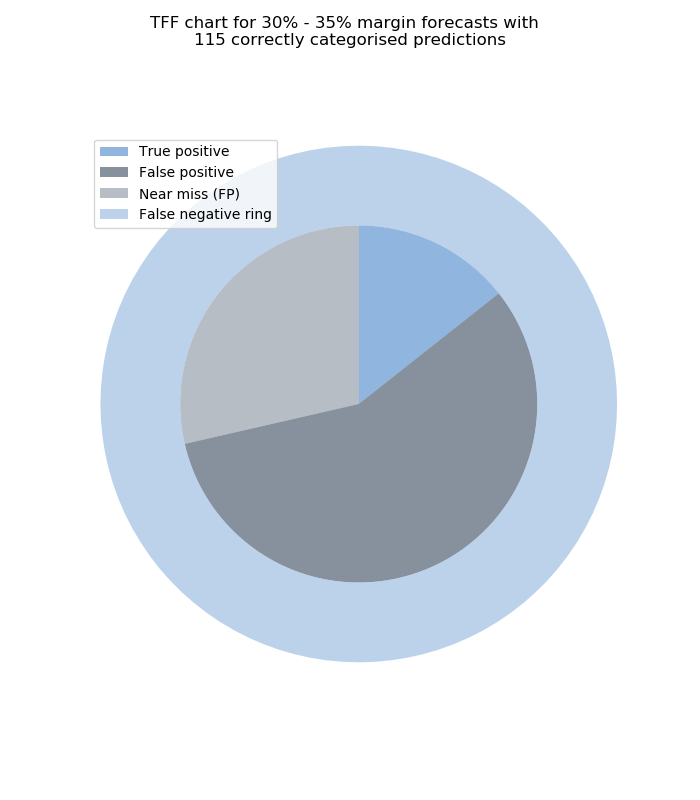 TFF chart for 30% - 35% margin forecasts with
115 correctly categorised predictions
True positive
False positive
Near miss (FP)
False negative ring